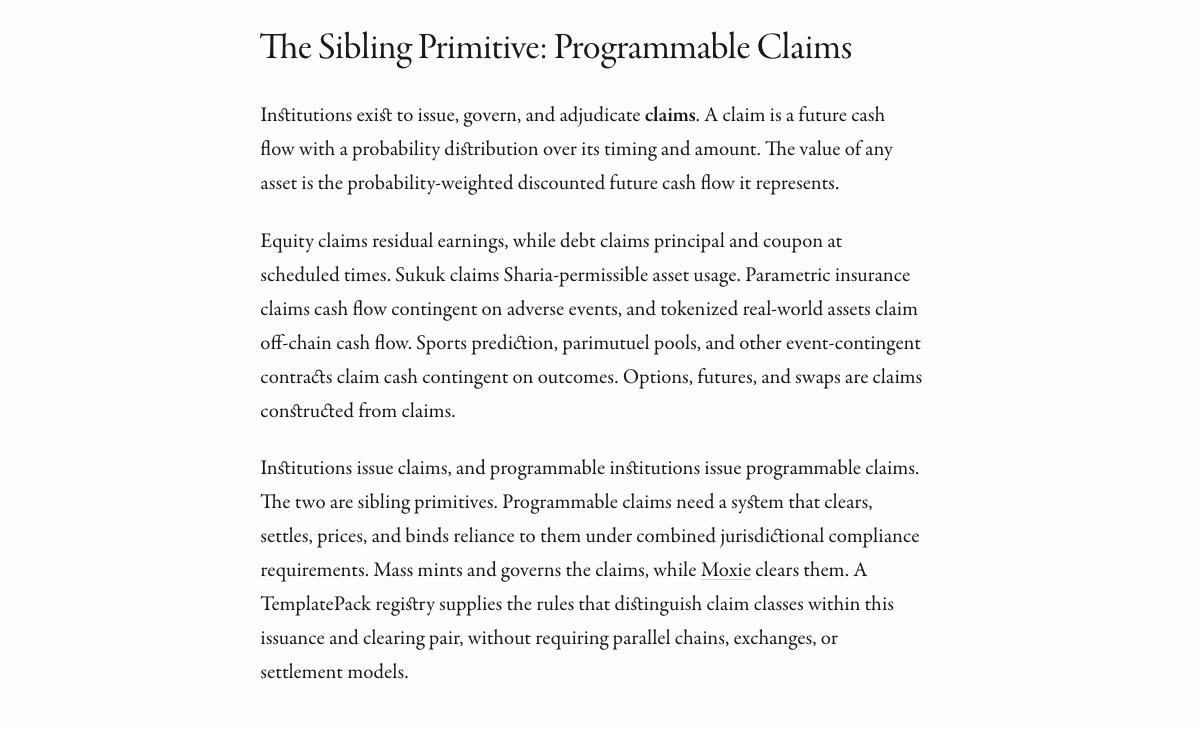 The Sibling Primitive: Programmable Claims
Institutions exist to issue, govern, and adjudicate claims. A claim is a future cash
flow with a probability distribution over its timing and amount. The value of any
asset is the probability-weighted discounted future cash flow it represents.
Equity claims residual earnings, while debt claims principal and coupon at
scheduled times. Sukuk claims Sharia-permissible asset usage. Parametric insurance
claims cash flow contingent on adverse events, and tokenized real-world assets claim
off-chain cash flow. Sports prediction, parimutuel pools, and other event-contingent
contracts claim cash contingent on outcomes. Options, futures, and swaps are claims
constructed from claims.
Institutions issue claims, and programmable institutions issue programmable claims.
The two are sibling primitives. Programmable claims need a system that clears,
settles, prices, and binds reliance to them under combined jurisdictional compliance
requirements. Mass mints and governs the claims, while Moxie clears them. A
TemplatePack registry supplies the rules that distinguish claim classes within this
issuance and clearing pair, without requiring parallel chains, exchanges, or
settlement models.